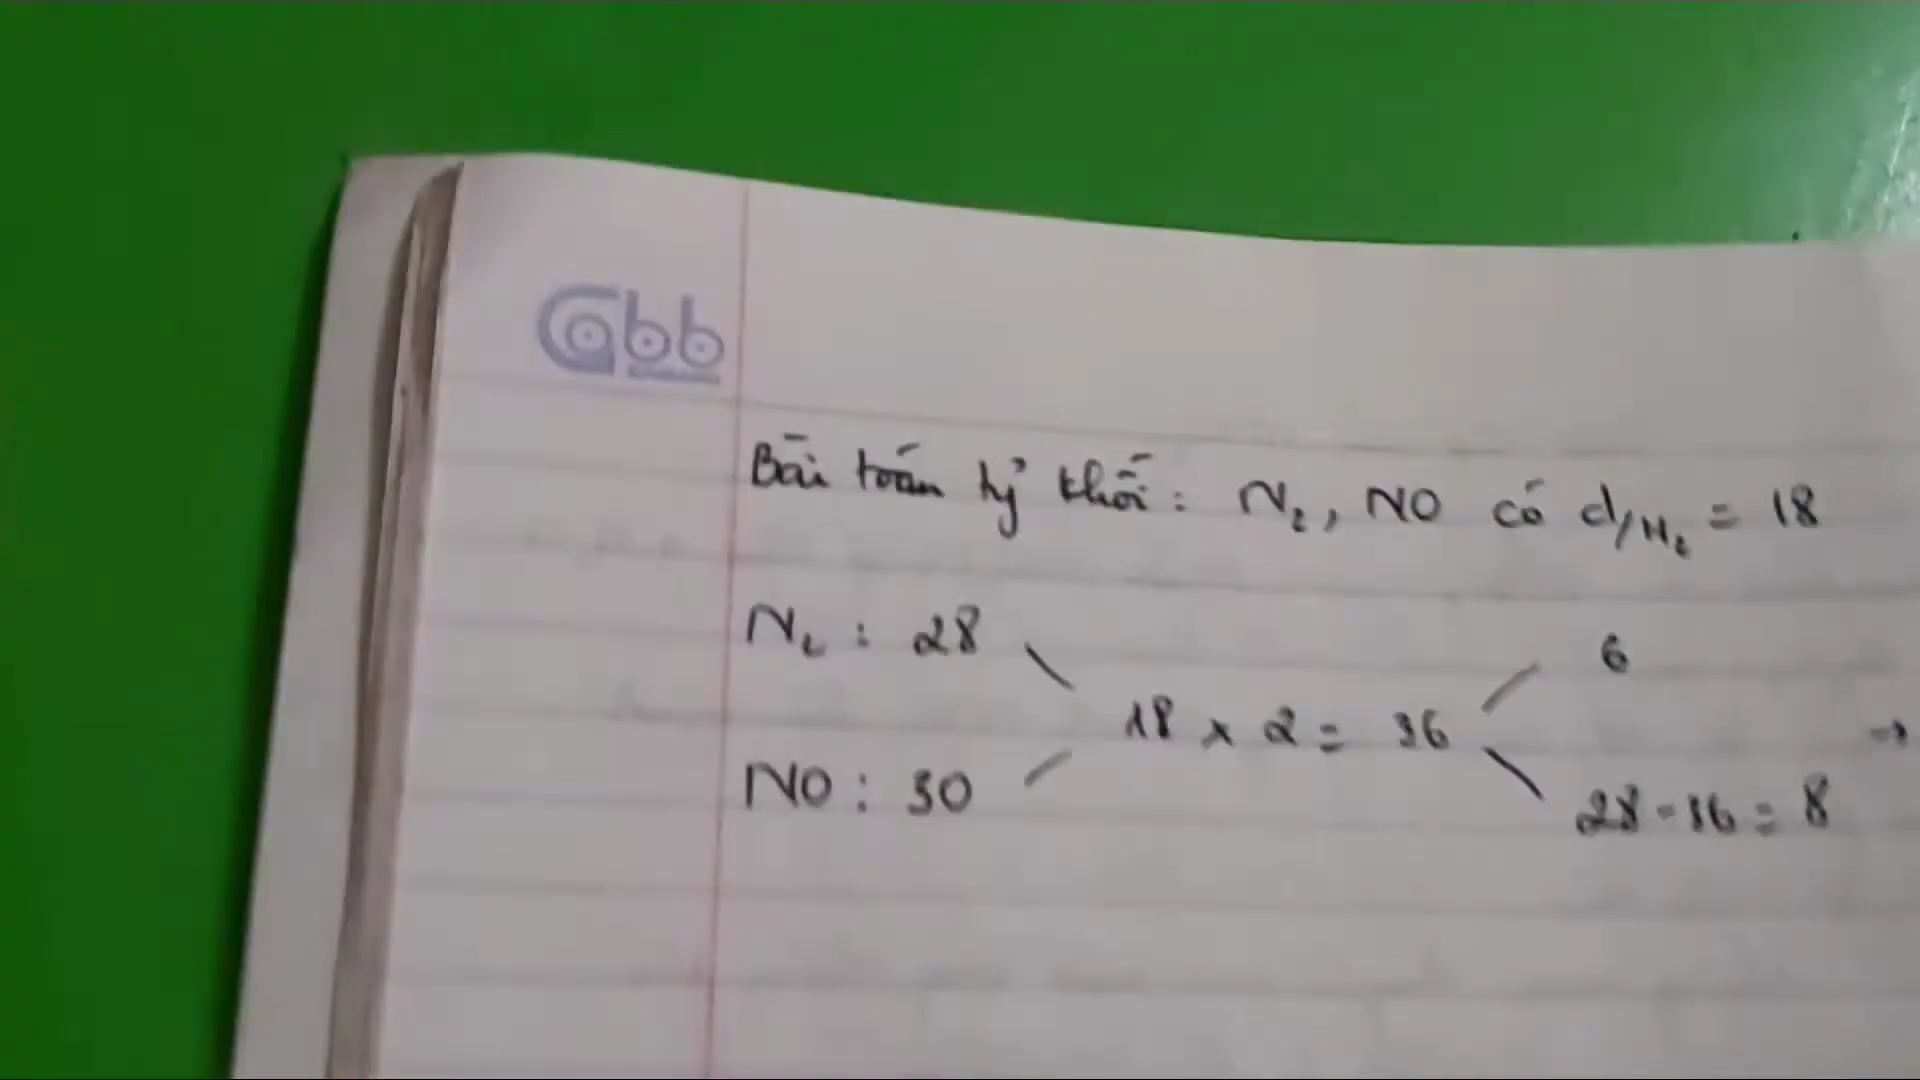 Gbb
Bài toán tỷ khối: N₂, NO có d/H₂ = 18
N₂ : 28
6
18 x 2 = 36
→
NO : 30
28 - 36 = 8